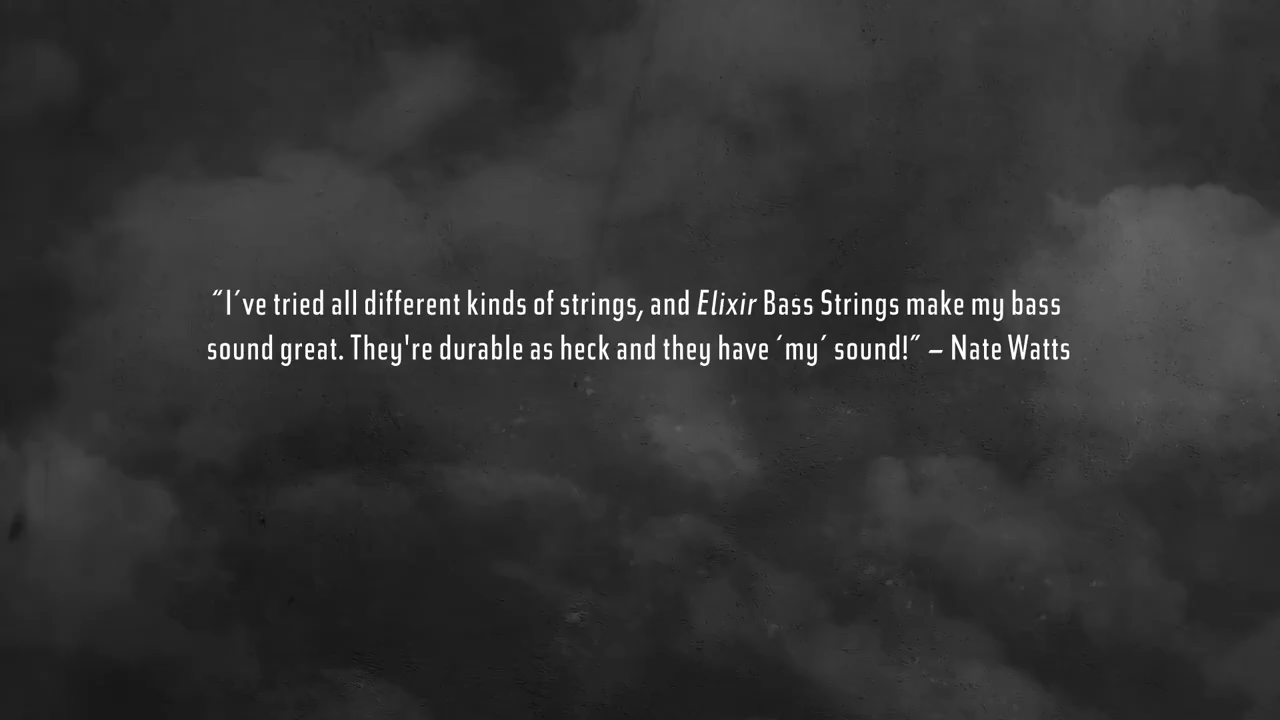 “I´ve tried all different kinds of strings, and Elixir Bass Strings make my bass
sound great. They're durable as heck and they have ´my´ sound!” – Nate Watts